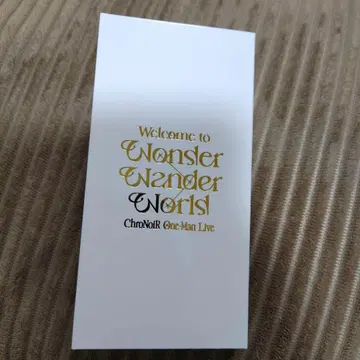 Welcome to
Wonder
Wander
World
ChroNoiR One-Man Live